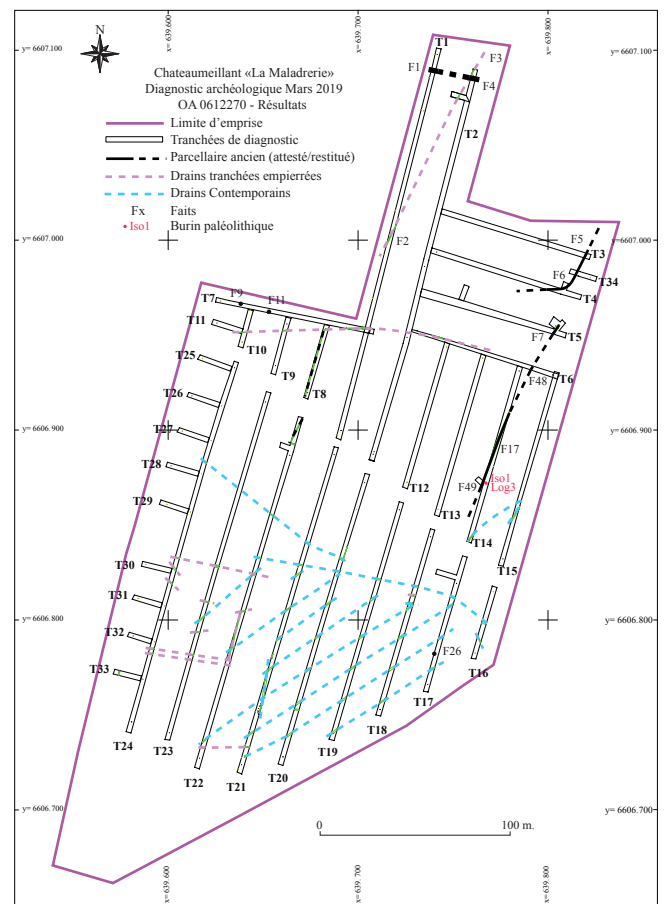 x= 639.600
x= 639.700
x= 639.800
y= 6607.100
y= 6607.100
Chateaumeillant «La Maladrerie»
Diagnostic archéologique Mars 2019
OA 0612270 - Résultats
Limite d'emprise
Tranchées de diagnostic
Parcellaire ancien (attesté/restitué)
Drains tranchées empierrées
Drains Contemporains
Fx Faits
Iso1 Burin paléolithique
T1
F1
F3
F4
T2
y= 6607.000
y= 6607.000
F2
F5
T3
F6
T34
T4
T7
F9
F11
T11
T10
T9
T8
F7
T5
F48
T6
T25
T26
T27
T28
T29
y= 6606.900
y= 6606.900
F17
F49
Iso1
Log3
T12
T13
T14
T15
T30
T31
T32
T33
y= 6606.800
y= 6606.800
F26
T16
T17
T18
T19
T20
T21
T22
T23
T24
y= 6606.700
y= 6606.700
0 100 m.
x= 639.600
x= 639.700
x= 639.800